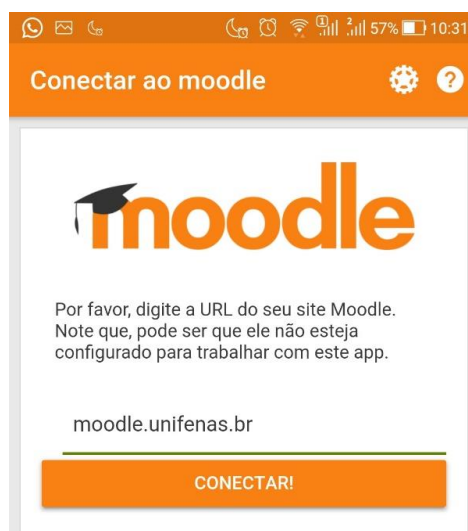 57% 10:31
Conectar ao moodle
moodle
Por favor, digite a URL do seu site Moodle.
Note que, pode ser que ele não esteja
configurado para trabalhar com este app.
moodle.unifenas.br
CONECTAR!